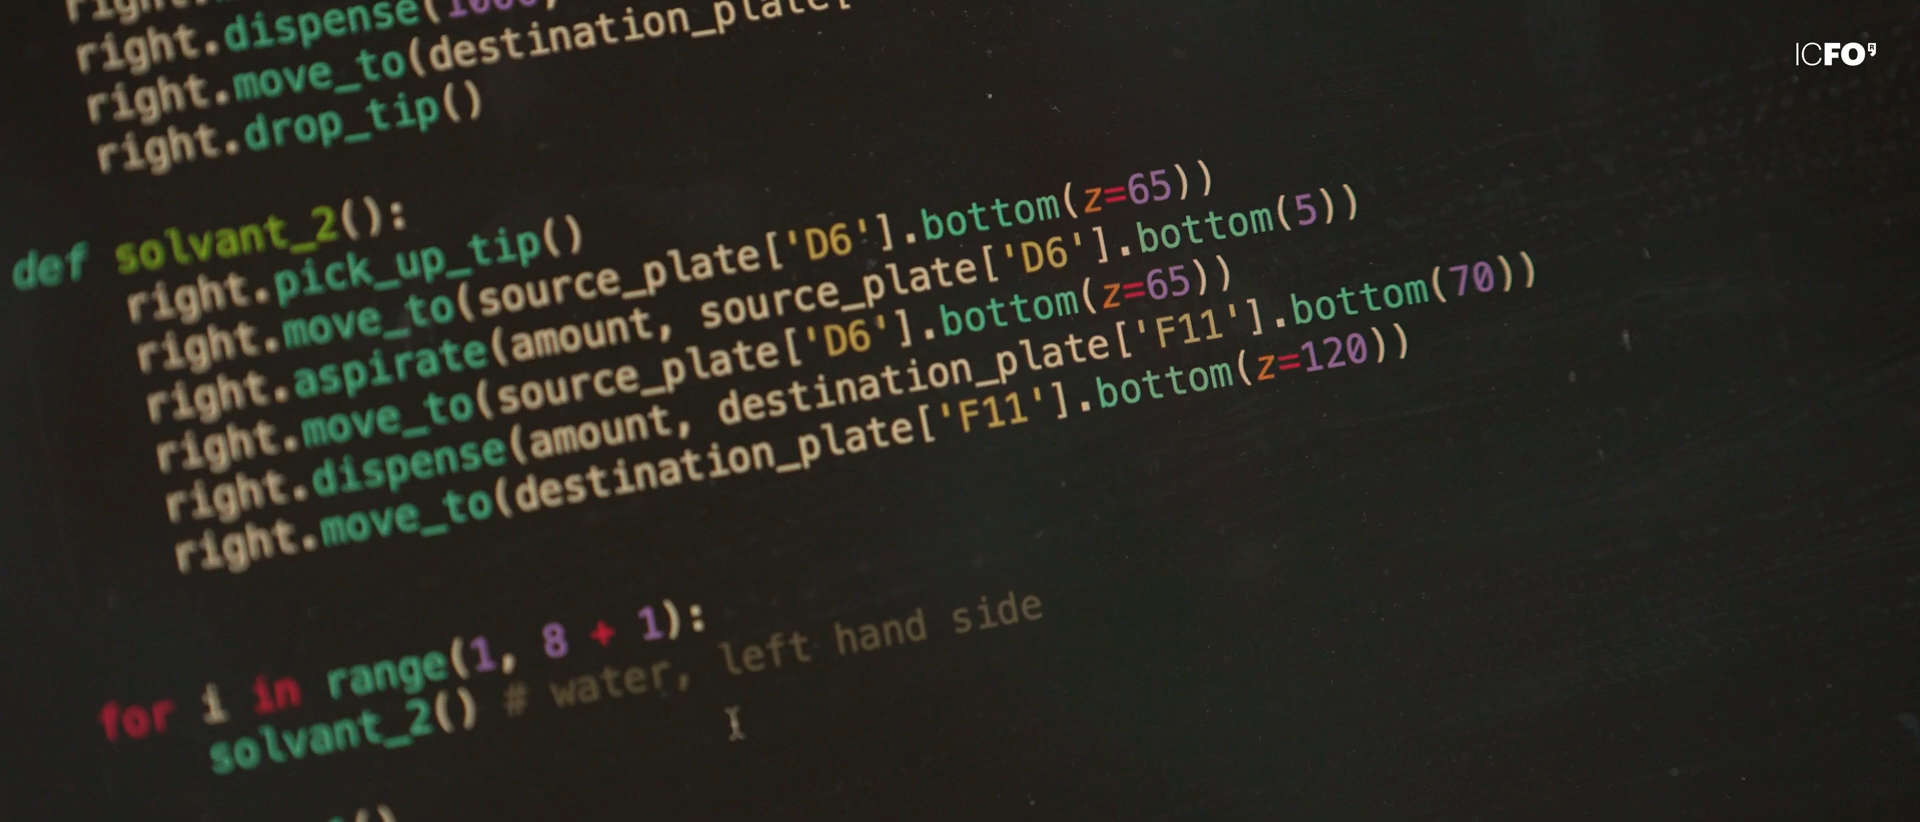 right.dispense(1000,
right.move_to(destination_plate[
right.drop_tip()
def solvant_2():
right.pick_up_tip()
right.move_to(source_plate['D6'].bottom(z=65))
right.aspirate(amount, source_plate['D6'].bottom(5))
right.move_to(source_plate['D6'].bottom(z=65))
right.dispense(amount, destination_plate['F11'].bottom(70))
right.move_to(destination_plate['F11'].bottom(z=120))
for i in range(1, 8 + 1):
solvant_2() # water, left hand side
ICFO